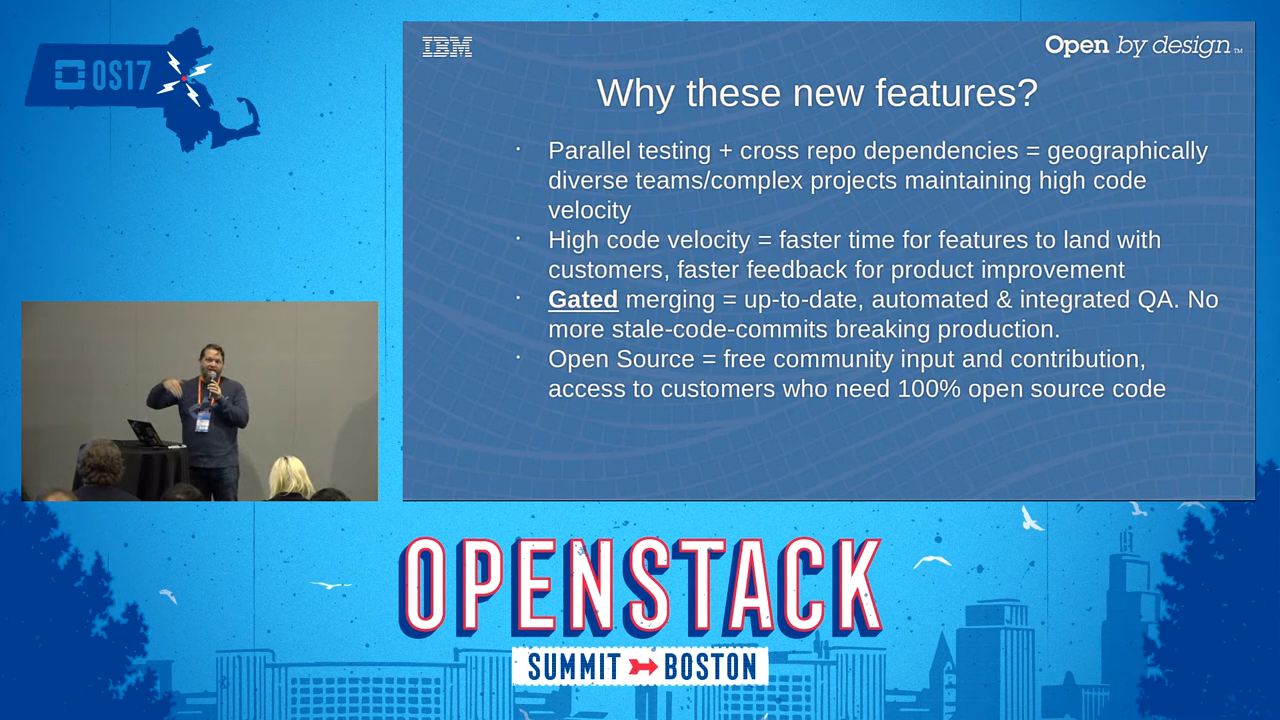 OS17
IBM
Open by design™
Why these new features?
· Parallel testing + cross repo dependencies = geographically
diverse teams/complex projects maintaining high code
velocity
· High code velocity = faster time for features to land with
customers, faster feedback for product improvement
· Gated merging = up-to-date, automated & integrated QA. No
more stale-code-commits breaking production.
· Open Source = free community input and contribution,
access to customers who need 100% open source code
OPENSTACK
SUMMIT BOSTON